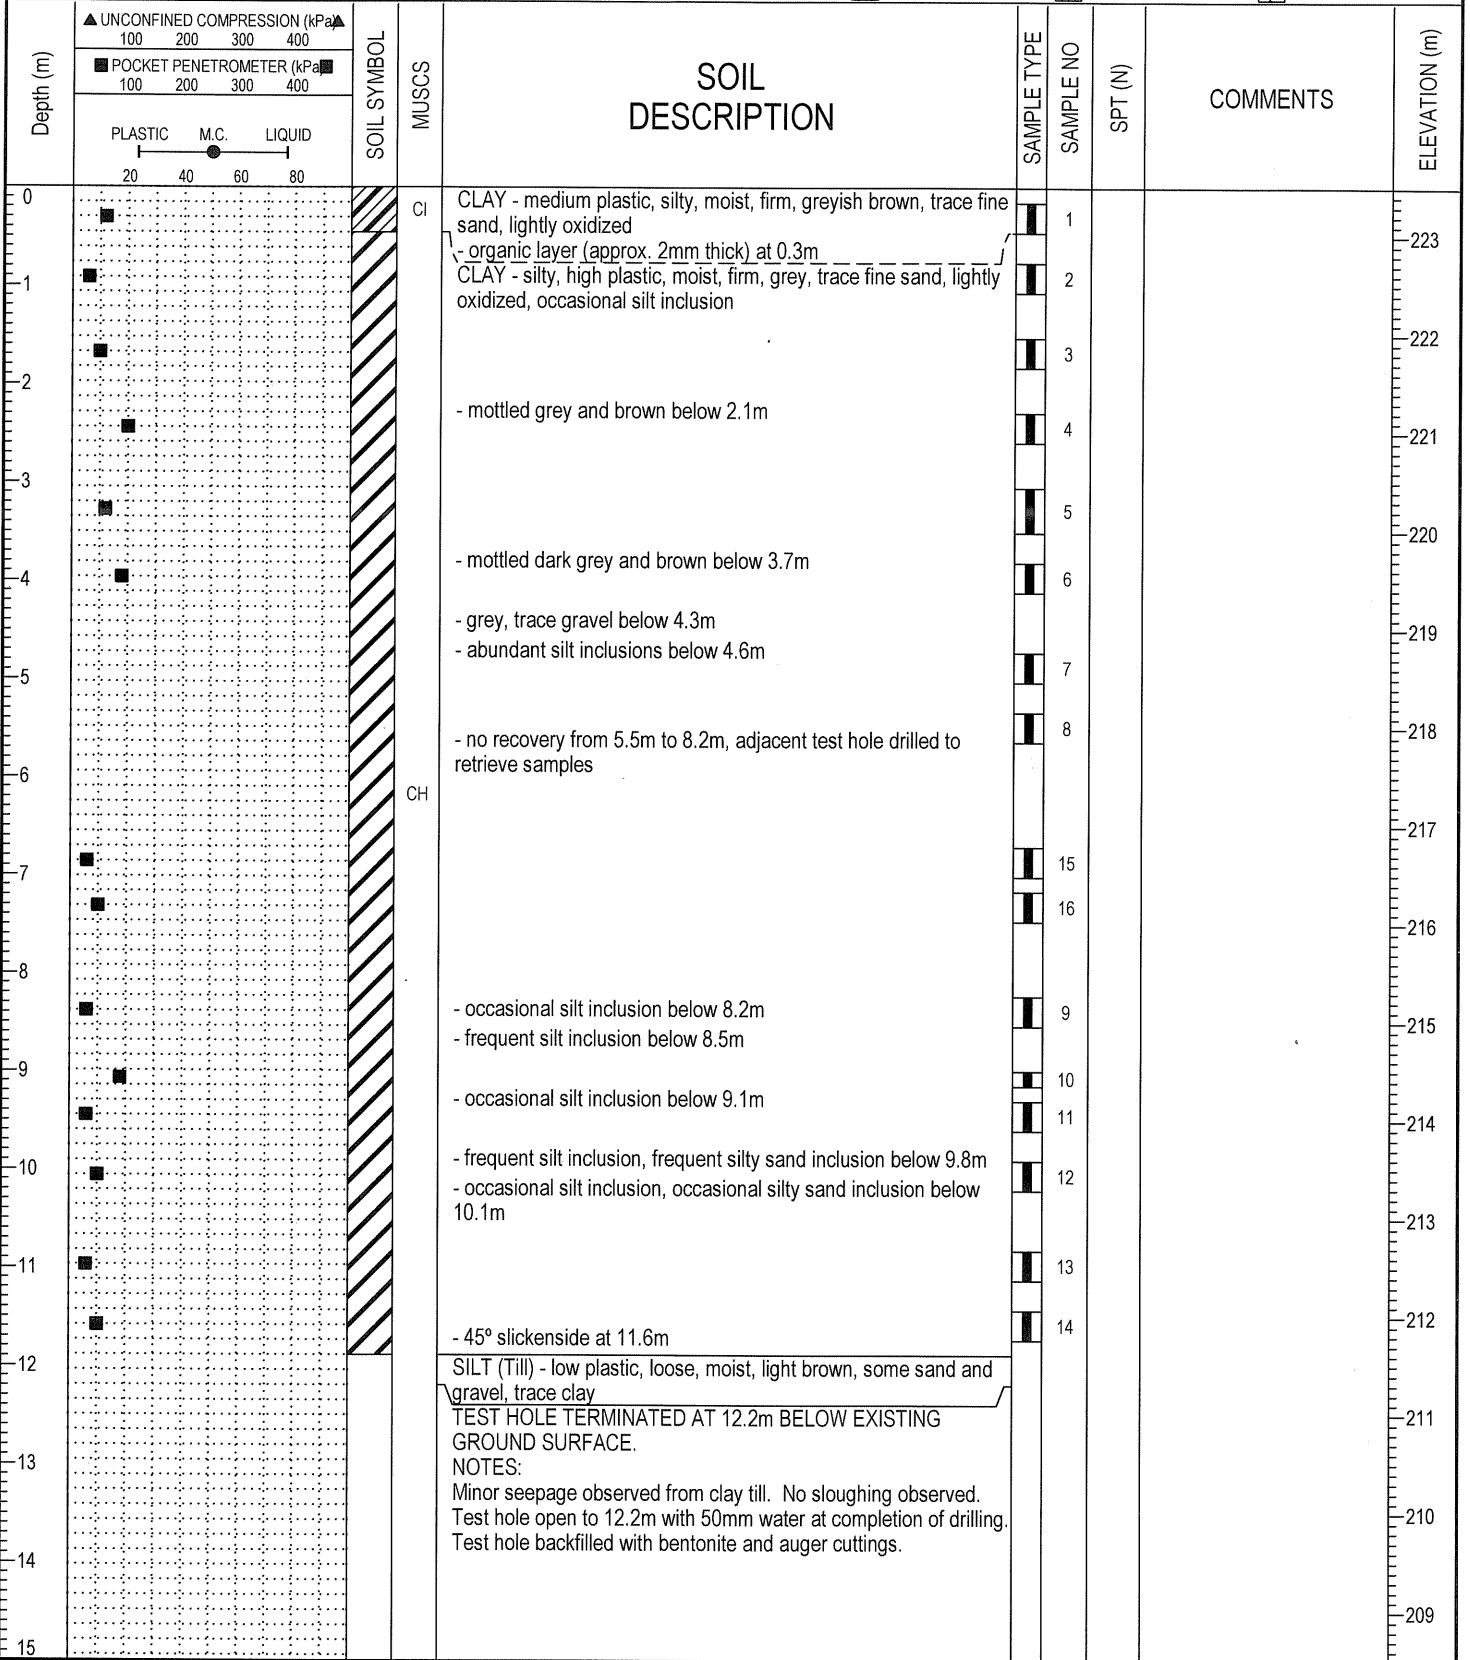 ▲ UNCONFINED COMPRESSION (kPa)▲
100 200 300 400
■ POCKET PENETROMETER (kPa)■
100 200 300 400
PLASTIC M.C. LIQUID
20 40 60 80
Depth (m)
SOIL SYMBOL
MUSCS
SOIL
DESCRIPTION
SAMPLE TYPE
SAMPLE NO
SPT (N)
COMMENTS
ELEVATION (m)
0
CI
CLAY - medium plastic, silty, moist, firm, greyish brown, trace fine
sand, lightly oxidized
1
- organic layer (approx. 2mm thick) at 0.3m
223
1
CLAY - silty, high plastic, moist, firm, grey, trace fine sand, lightly
oxidized, occasional silt inclusion
2
222
3
2
- mottled grey and brown below 2.1m
4
221
3
5
220
- mottled dark grey and brown below 3.7m
4
6
- grey, trace gravel below 4.3m
219
- abundant silt inclusions below 4.6m
7
5
8
218
- no recovery from 5.5m to 8.2m, adjacent test hole drilled to
retrieve samples
6
CH
217
15
7
16
216
8
- occasional silt inclusion below 8.2m
9
215
- frequent silt inclusion below 8.5m
9
10
- occasional silt inclusion below 9.1m
11
214
- frequent silt inclusion, frequent silty sand inclusion below 9.8m
10
12
- occasional silt inclusion, occasional silty sand inclusion below
10.1m
213
11
13
212
- 45º slickenside at 11.6m
14
12
SILT (Till) - low plastic, loose, moist, light brown, some sand and
gravel, trace clay
TEST HOLE TERMINATED AT 12.2m BELOW EXISTING
GROUND SURFACE.
211
13
NOTES:
Minor seepage observed from clay till. No sloughing observed.
Test hole open to 12.2m with 50mm water at completion of drilling.
210
Test hole backfilled with bentonite and auger cuttings.
14
209
15